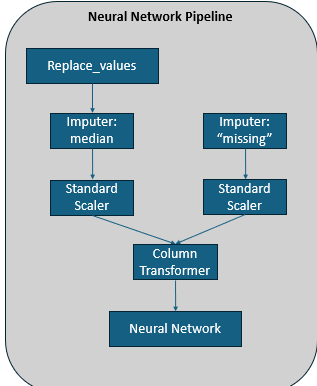 Neural Network Pipeline
Replace_values
Imputer:
median
Imputer:
“missing”
Standard
Scaler
Standard
Scaler
Column
Transformer
Neural Network